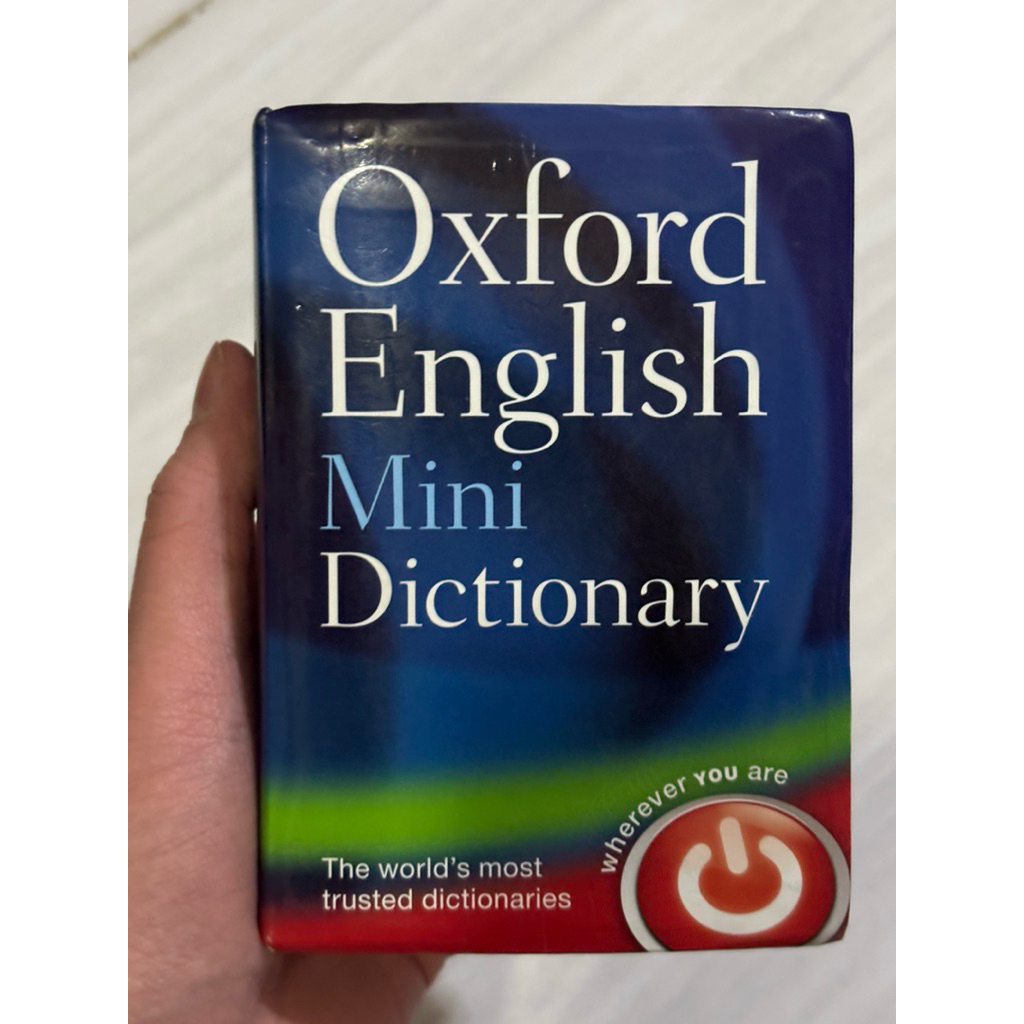 Oxford
English
Mini
Dictionary
wherever YOU are
The world's most
trusted dictionaries